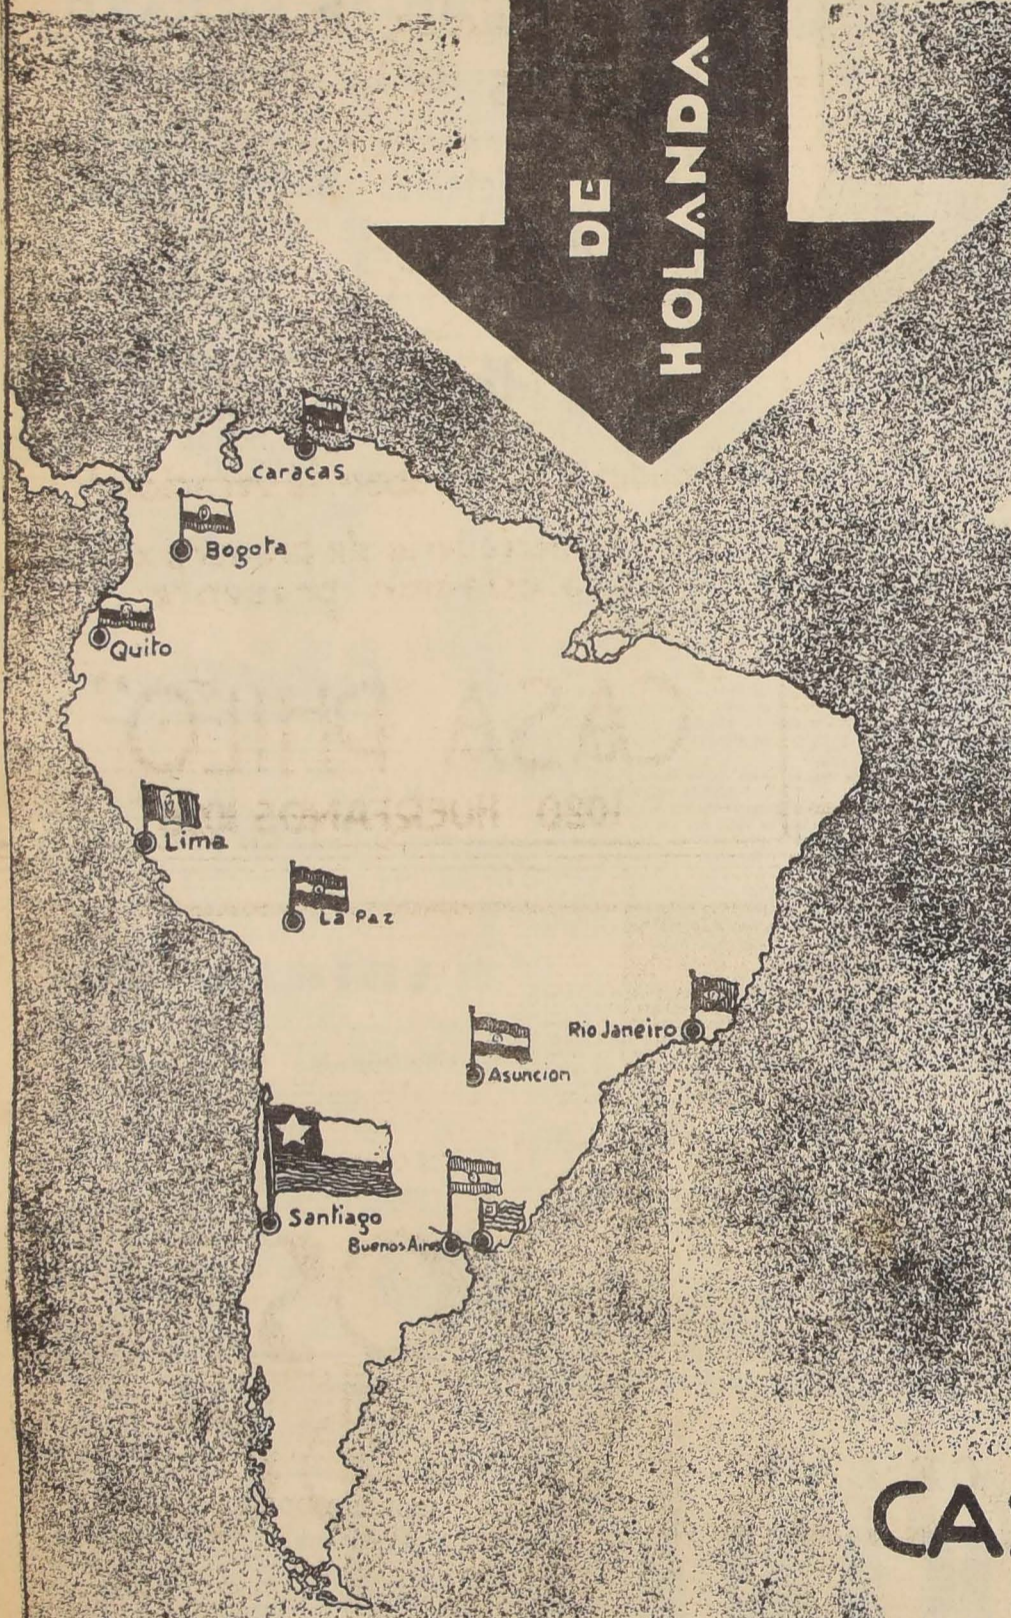 DE
HOLANDA
Caracas
Bogota
Quito
Lima
La Paz
Rio Janeiro
Asuncion
Santiago
Buenos Aires
CA